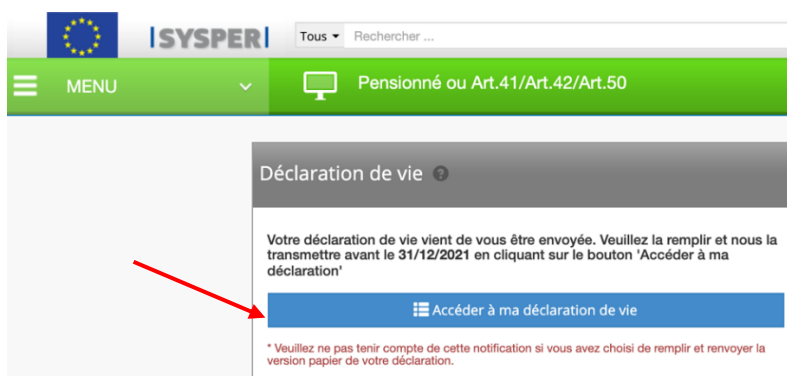 SYSPER
Tous
Rechercher ...
MENU
Pensionné ou Art.41/Art.42/Art.50
Déclaration de vie ?
Votre déclaration de vie vient de vous être envoyée. Veuillez la remplir et nous la
transmettre avant le 31/12/2021 en cliquant sur le bouton 'Accéder à ma
déclaration'
Accéder à ma déclaration de vie
* Veuillez ne pas tenir compte de cette notification si vous avez choisi de remplir et renvoyer la
version papier de votre déclaration.